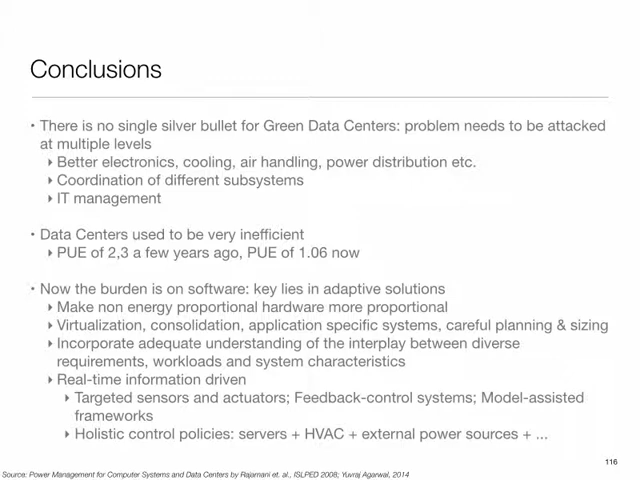 Conclusions
• There is no single silver bullet for Green Data Centers: problem needs to be attacked
at multiple levels
‣ Better electronics, cooling, air handling, power distribution etc.
‣ Coordination of different subsystems
‣ IT management
• Data Centers used to be very inefficient
‣ PUE of 2,3 a few years ago, PUE of 1.06 now
• Now the burden is on software: key lies in adaptive solutions
‣ Make non energy proportional hardware more proportional
‣ Virtualization, consolidation, application specific systems, careful planning & sizing
‣ Incorporate adequate understanding of the interplay between diverse
requirements, workloads and system characteristics
‣ Real-time information driven
‣ Targeted sensors and actuators; Feedback-control systems; Model-assisted
frameworks
‣ Holistic control policies: servers + HVAC + external power sources + ...
116
Source: Power Management for Computer Systems and Data Centers by Rajamani et. al., ISLPED 2008; Yuvraj Agarwal, 2014